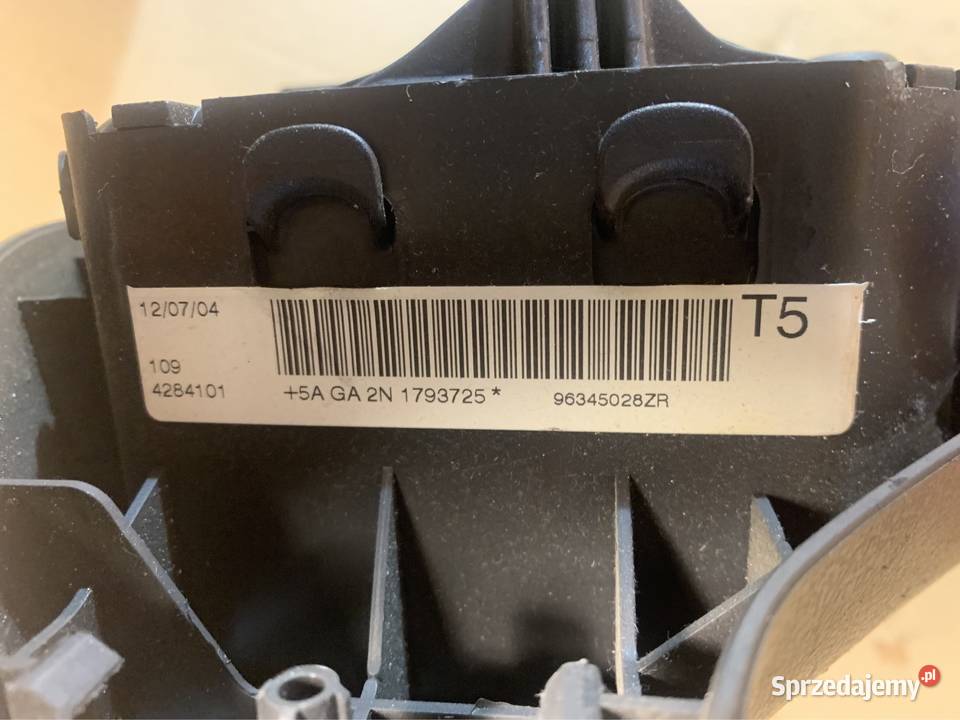 12/07/04
T5
109
4284101
+5A GA 2N 1793725 *
96345028ZR
Sprzedajemy.pl